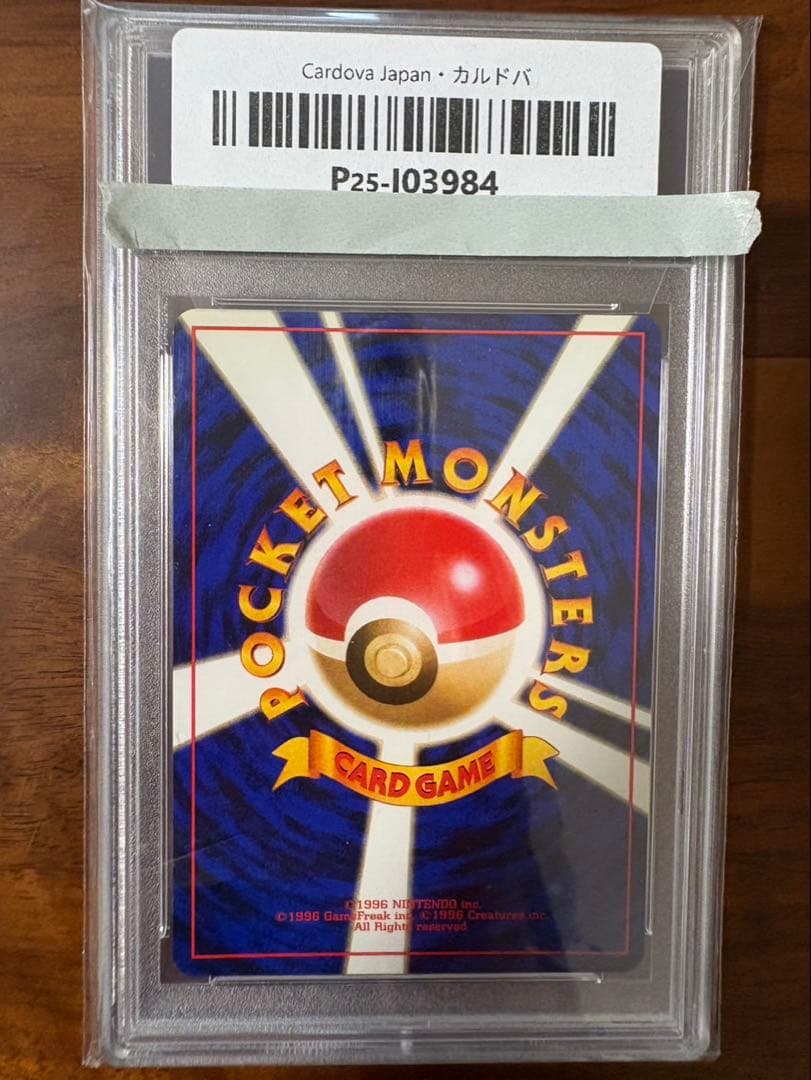 Cardova Japan・カルドバ
P25-I03984
POCKET MONSTERS
CARD GAME
©1996 NINTENDO inc.
©1996 GameFreak inc. ©1996 Creatures inc.
All Rights reserved